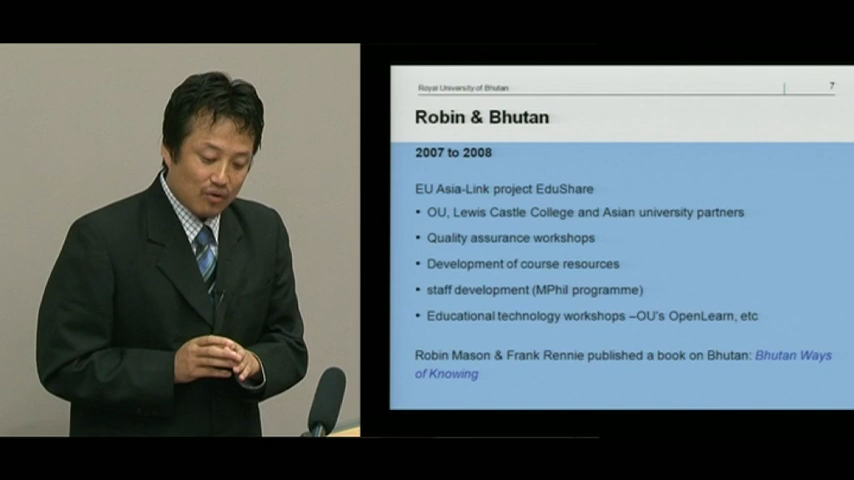 Royal University of Bhutan 7
Robin & Bhutan
2007 to 2008
EU Asia-Link project EduShare
• OU, Lewis Castle College and Asian university partners
• Quality assurance workshops
• Development of course resources
• staff development (MPhil programme)
• Educational technology workshops –OU's OpenLearn, etc
Robin Mason & Frank Rennie published a book on Bhutan: Bhutan Ways
of Knowing